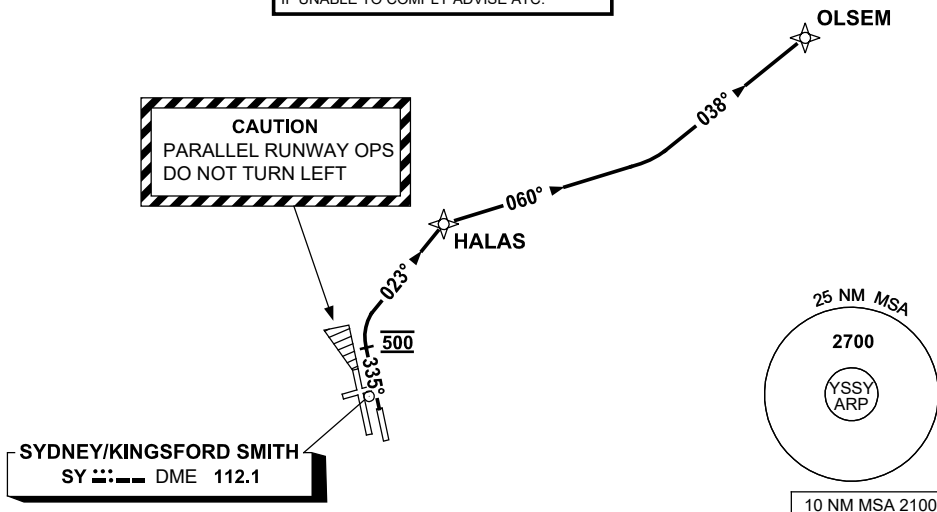 IF UNABLE TO COMPLY ADVISE ATC.
OLSEM
CAUTION
PARALLEL RUNWAY OPS
DO NOT TURN LEFT
038°
060°
HALAS
023°
500
335°
25 NM MSA
2700
YSSY
ARP
SYDNEY/KINGSFORD SMITH
SY DME 112.1
10 NM MSA 2100